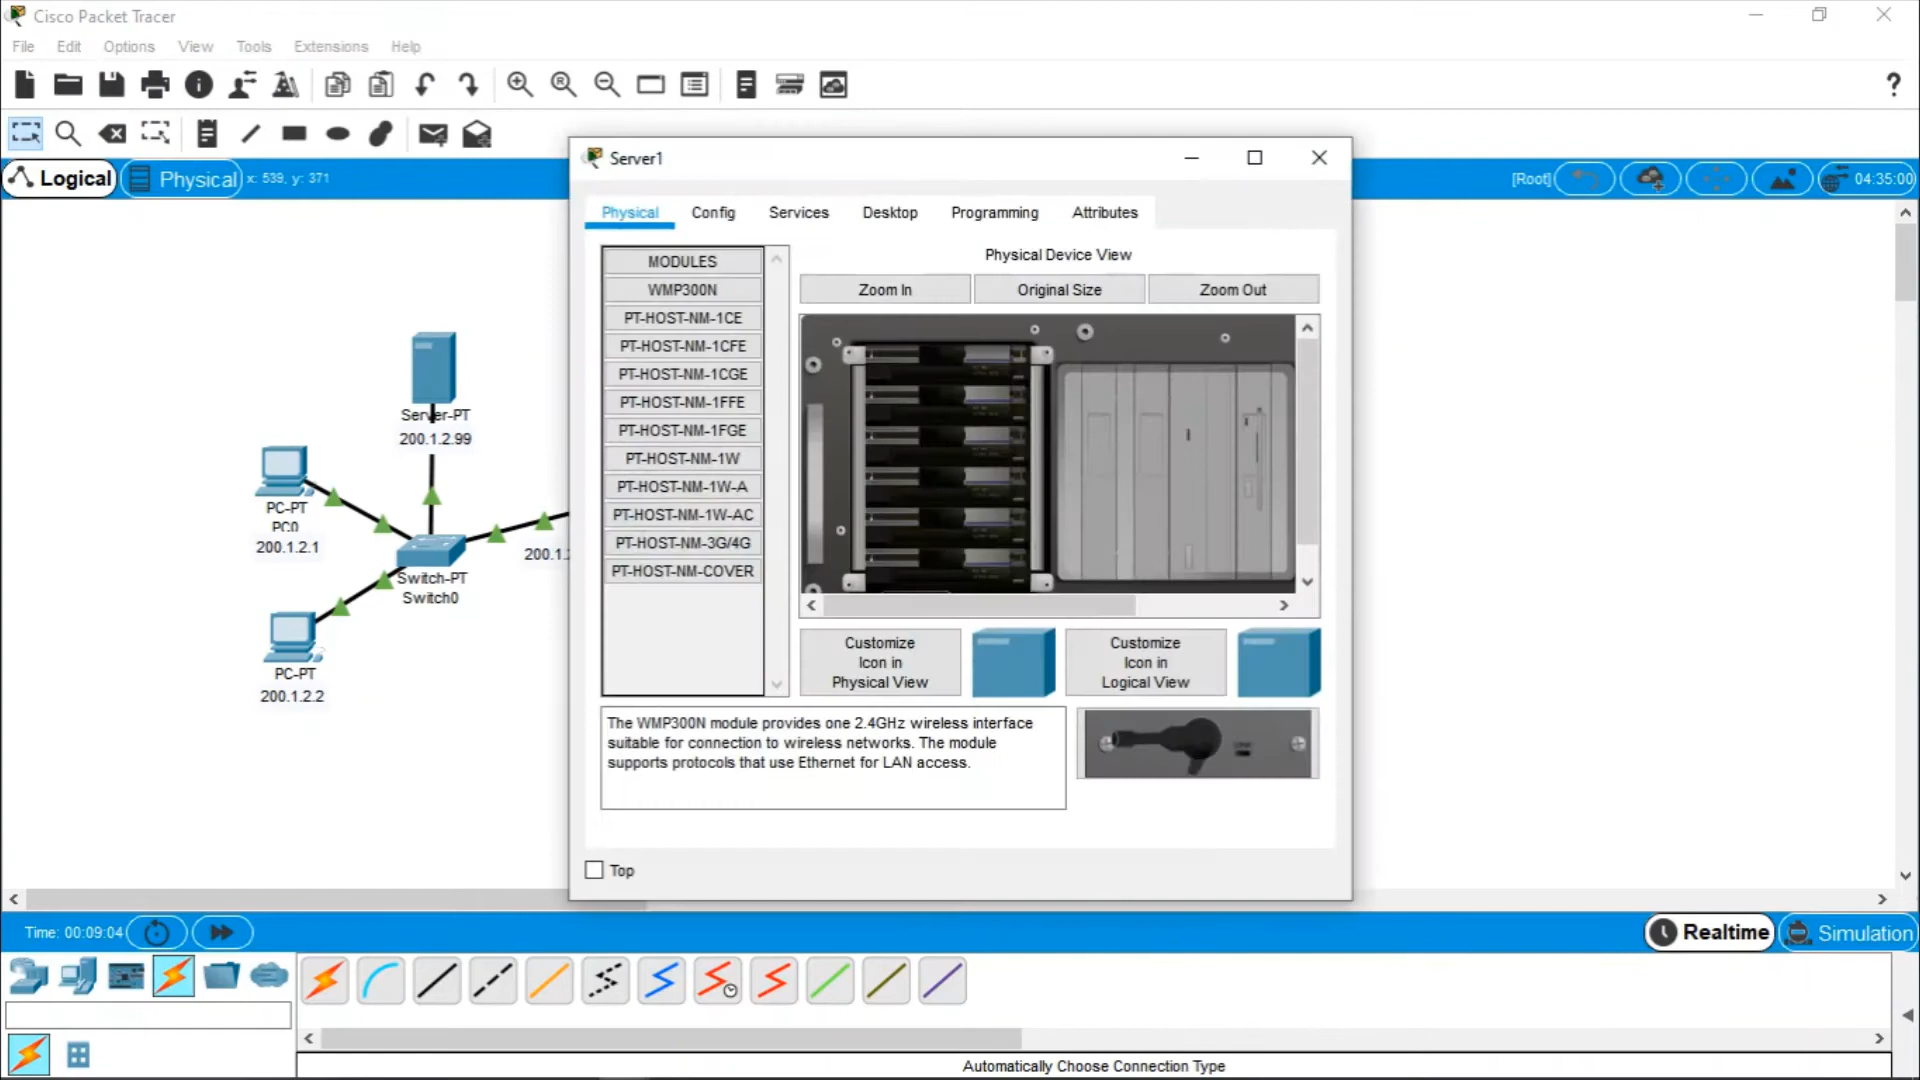 Cisco Packet Tracer
File Edit Options View Tools Extensions Help
?
Logical
Physical
x: 539, y: 371
[Root]
04:35:00
Server1
Physical Config Services Desktop Programming Attributes
MODULES
WMP300N
PT-HOST-NM-1CE
PT-HOST-NM-1CFE
PT-HOST-NM-1CGE
PT-HOST-NM-1FFE
PT-HOST-NM-1FGE
PT-HOST-NM-1W
PT-HOST-NM-1W-A
PT-HOST-NM-1W-AC
PT-HOST-NM-3G/4G
PT-HOST-NM-COVER
Physical Device View
Zoom In
Original Size
Zoom Out
Customize
Icon in
Physical View
Customize
Icon in
Logical View
The WMP300N module provides one 2.4GHz wireless interface
suitable for connection to wireless networks. The module
supports protocols that use Ethernet for LAN access.
Top
Server-PT
200.1.2.99
PC-PT
PC0
200.1.2.1
Switch-PT
Switch0
200.1.
PC-PT
200.1.2.2
Time: 00:09:04
Realtime
Simulation
Automatically Choose Connection Type